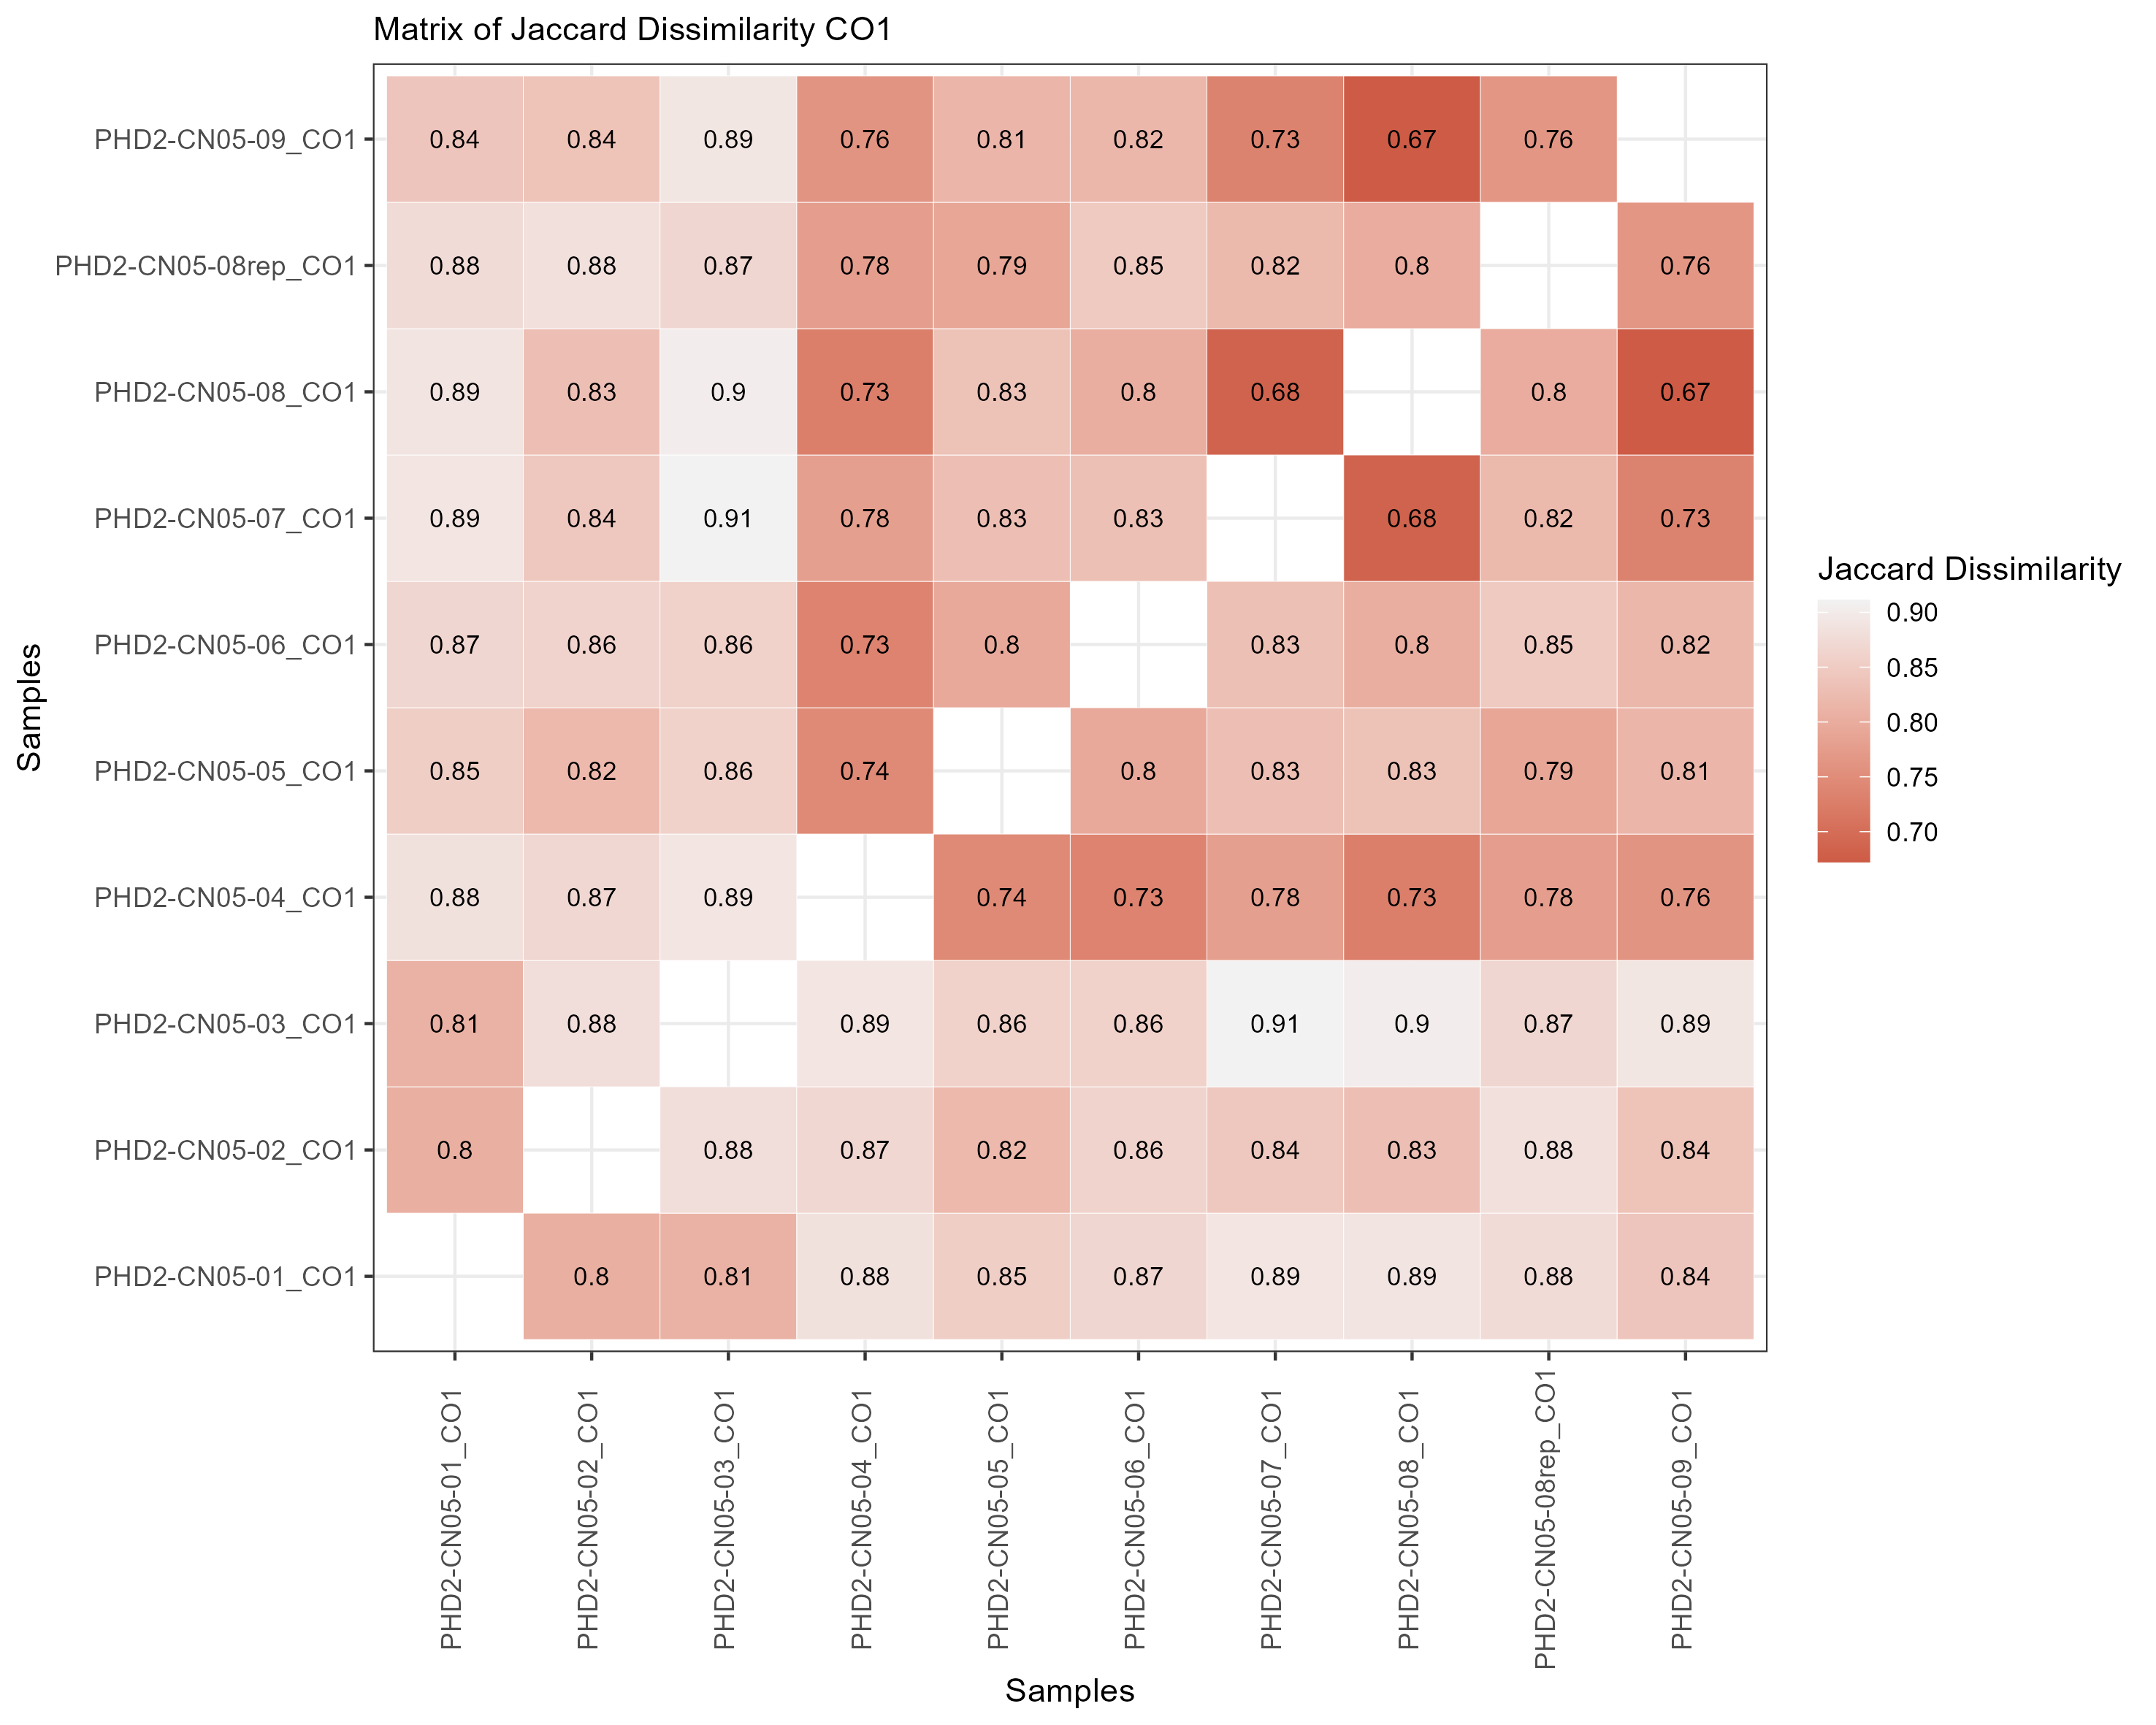 Matrix of Jaccard Dissimilarity CO1
PHD2-CN05-09_CO1 0.84 0.84 0.89 0.76 0.81 0.82 0.73 0.67 0.76
PHD2-CN05-08rep_CO1 0.88 0.88 0.87 0.78 0.79 0.85 0.82 0.8 0.76
PHD2-CN05-08_CO1 0.89 0.83 0.9 0.73 0.83 0.8 0.68 0.8 0.67
PHD2-CN05-07_CO1 0.89 0.84 0.91 0.78 0.83 0.83 0.68 0.82 0.73
PHD2-CN05-06_CO1 0.87 0.86 0.86 0.73 0.8 0.83 0.8 0.85 0.82
PHD2-CN05-05_CO1 0.85 0.82 0.86 0.74 0.8 0.83 0.83 0.79 0.81
PHD2-CN05-04_CO1 0.88 0.87 0.89 0.74 0.73 0.78 0.73 0.78 0.76
PHD2-CN05-03_CO1 0.81 0.88 0.89 0.86 0.86 0.91 0.9 0.87 0.89
PHD2-CN05-02_CO1 0.8 0.88 0.87 0.82 0.86 0.84 0.83 0.88 0.84
PHD2-CN05-01_CO1 0.8 0.81 0.88 0.85 0.87 0.89 0.89 0.88 0.84
Samples
PHD2-CN05-01_CO1
PHD2-CN05-02_CO1
PHD2-CN05-03_CO1
PHD2-CN05-04_CO1
PHD2-CN05-05_CO1
PHD2-CN05-06_CO1
PHD2-CN05-07_CO1
PHD2-CN05-08_CO1
PHD2-CN05-08rep_CO1
PHD2-CN05-09_CO1
Samples
Jaccard Dissimilarity
0.90
0.85
0.80
0.75
0.70